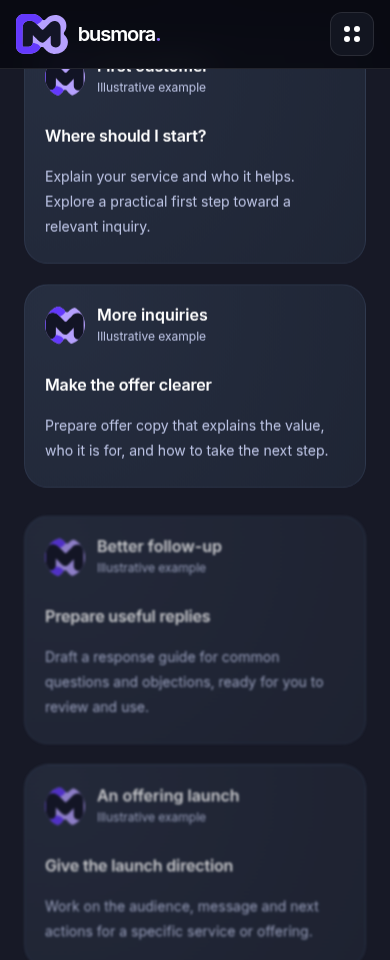 busmora.
First customer
Illustrative example
Where should I start?
Explain your service and who it helps.
Explore a practical first step toward a
relevant inquiry.
More inquiries
Illustrative example
Make the offer clearer
Prepare offer copy that explains the value,
who it is for, and how to take the next step.
Better follow-up
Illustrative example
Prepare useful replies
Draft a response guide for common
questions and objections, ready for you to
review and use.
An offering launch
Illustrative example
Give the launch direction
Work on the audience, message and next
actions for a specific service or offering.